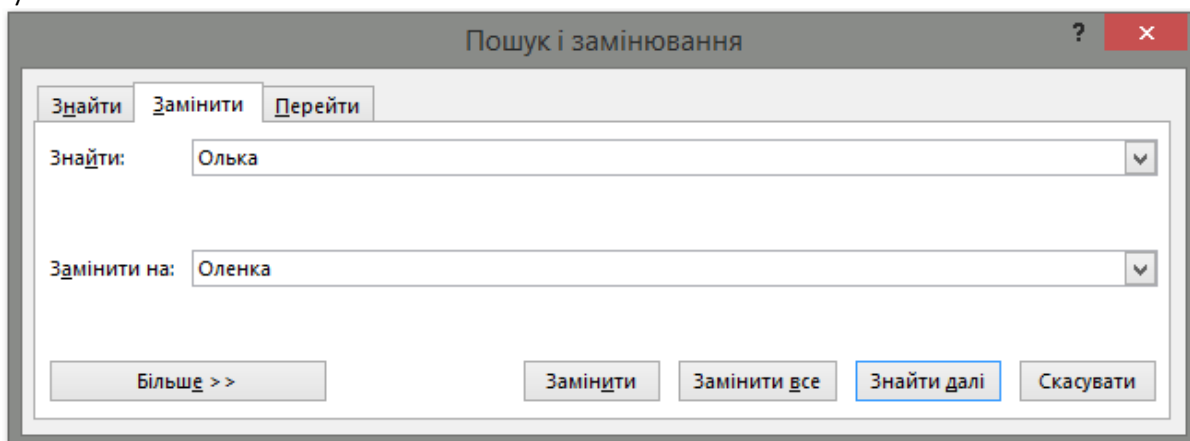 Пошук і замінювання ?
Знайти Замінити Перейти
Знайти: Олька
Замінити на: Оленка
Більше >> Замінити Замінити все Знайти далі Скасувати